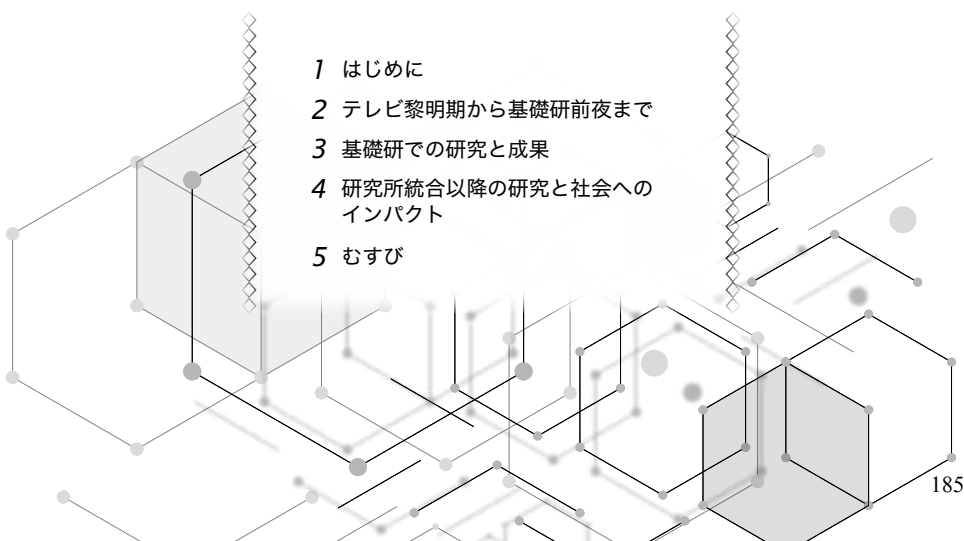 1 はじめに
2 テレビ黎明期から基礎研前夜まで
3 基礎研での研究と成果
4 研究所統合以降の研究と社会への
インパクト
5 むすび
185